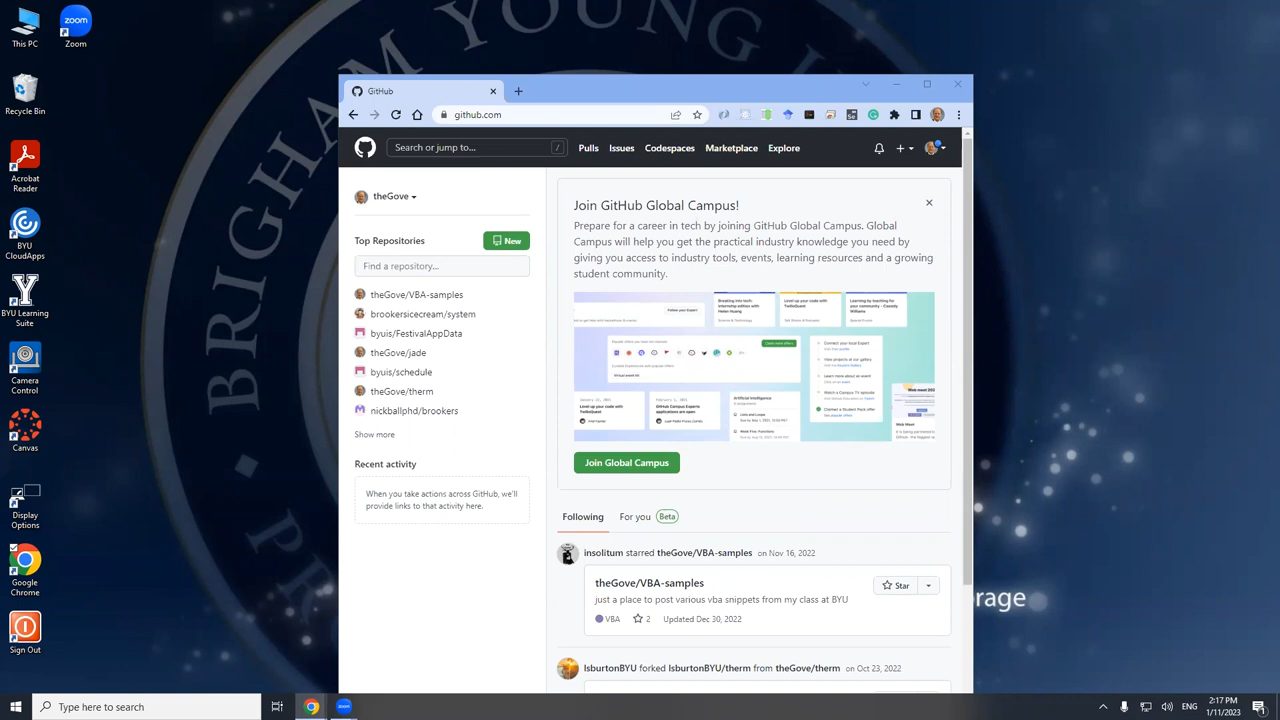 This PC
Zoom
Recycle Bin
Acrobat
Reader
BYU
CloudApps
BYU Learning
Suite
Camera
Control
Canvas
Display
Options
Google
Chrome
Sign Out
BRIGHAM YOUNG
GitHub
github.com
Search or jump to...
/
Pulls
Issues
Codespaces
Marketplace
Explore
theGove
Top Repositories
New
Find a repository...
theGove/VBA-samples
brookersicecream/system
byuis/FestivalAppData
theGove/jade
byuis/schedule
theGove/therm
nickballphd/brookers
Show more
Recent activity
When you take actions across GitHub, we'll
provide links to that activity here.
Join GitHub Global Campus!
Prepare for a career in tech by joining GitHub Global Campus. Global
Campus will help you get the practical industry knowledge you need by
giving you access to industry tools, events, learning resources and a growing
student community.
Join Global Campus
Following
For you
Beta
insolitum starred theGove/VBA-samples on Nov 16, 2022
theGove/VBA-samples
Star
just a place to post various vba snippets from my class at BYU
VBA
2
Updated Dec 30, 2022
lsburtonBYU forked lsburtonBYU/therm from theGove/therm on Oct 23, 2022
erage
Type here to search
ENG
2:17 PM
1/11/2023